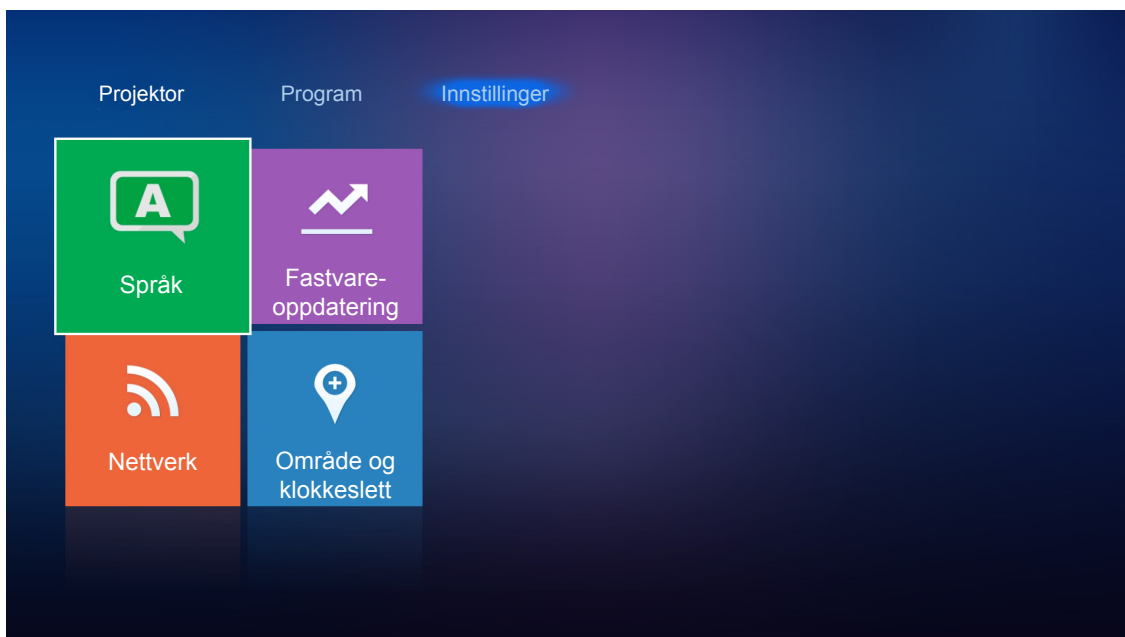 Projektor
Program
Innstillinger
A
Språk
Fastvare-
oppdatering
Nettverk
Område og
klokkeslett